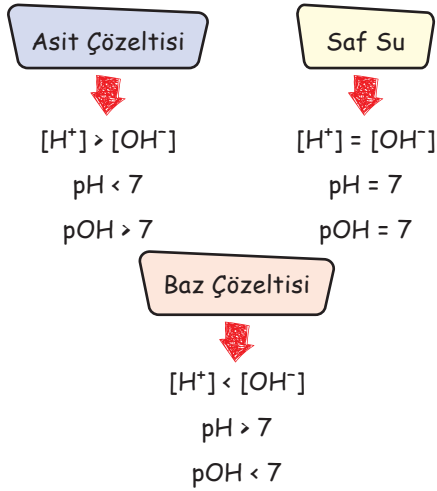 Asit Çözeltisi
[H⁺] > [OH⁻]
pH < 7
pOH > 7
Saf Su
[H⁺] = [OH⁻]
pH = 7
pOH = 7
Baz Çözeltisi
[H⁺] < [OH⁻]
pH > 7
pOH < 7